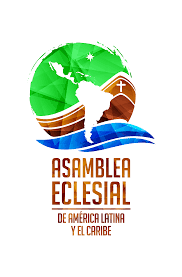 ASAMBLEA
ECLESIAL
DE AMÉRICA LATINA
Y EL CARIBE